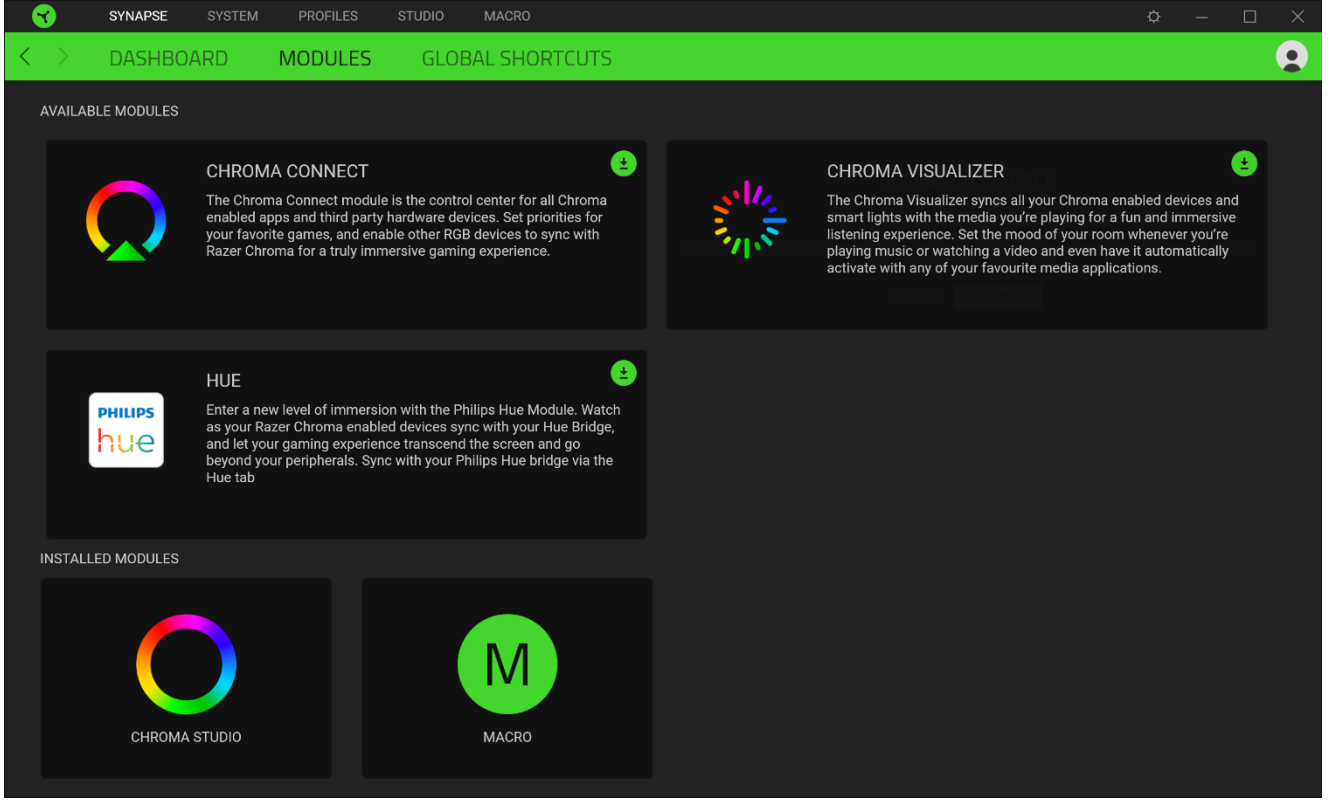 SYNAPSE SYSTEM PROFILES STUDIO MACRO
DASHBOARD MODULES GLOBAL SHORTCUTS
AVAILABLE MODULES
CHROMA CONNECT
The Chroma Connect module is the control center for all Chroma
enabled apps and third party hardware devices. Set priorities for
your favorite games, and enable other RGB devices to sync with
Razer Chroma for a truly immersive gaming experience.
CHROMA VISUALIZER
The Chroma Visualizer syncs all your Chroma enabled devices and
smart lights with the media you’re playing for a fun and immersive
listening experience. Set the mood of your room whenever you’re
playing music or watching a video and even have it automatically
activate with any of your favourite media applications.
PHILIPS
hue
HUE
Enter a new level of immersion with the Philips Hue Module. Watch
as your Razer Chroma enabled devices sync with your Hue Bridge,
and let your gaming experience transcend the screen and go
beyond your peripherals. Sync with your Philips Hue bridge via the
Hue tab
INSTALLED MODULES
CHROMA STUDIO
M
MACRO